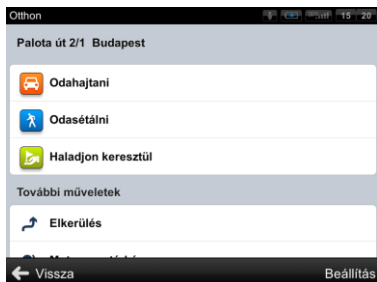 Otthon 15 20
Palota út 2/1 Budapest
Odahajtani
Odasétálni
Haladjon keresztül
További műveletek
Elkerülés
Vissza Beállítás